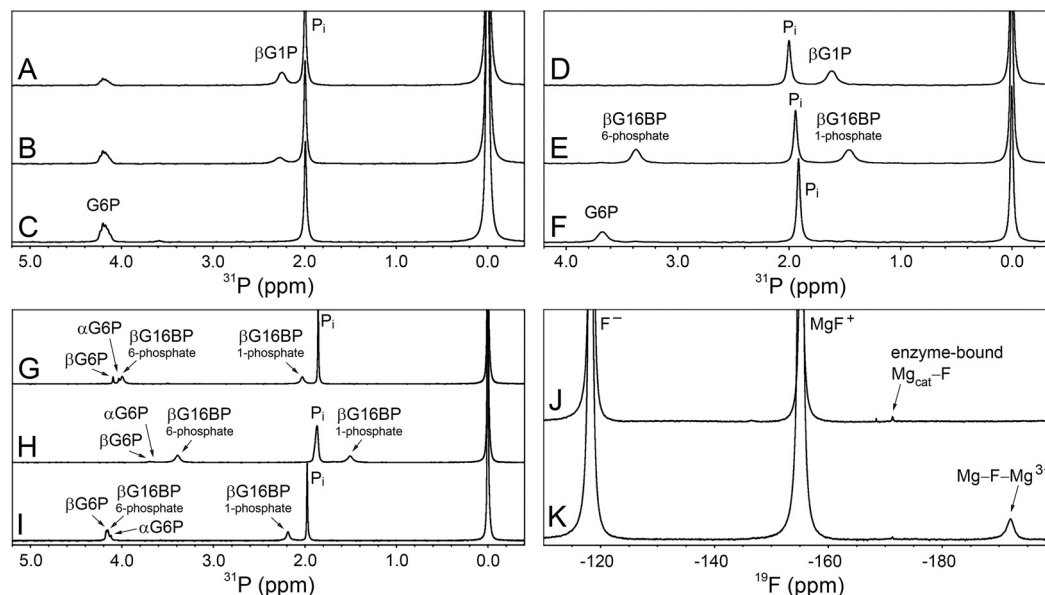 A
βG1P
Pᵢ
B
G6P
C
5.0 4.0 3.0 2.0 1.0 0.0
³¹P (ppm)
D
Pᵢ
βG1P
E
βG16BP
6-phosphate
Pᵢ
βG16BP
1-phosphate
F
G6P
Pᵢ
4.0 3.0 2.0 1.0 0.0
³¹P (ppm)
G
βG6P
αG6P
βG16BP
6-phosphate
βG16BP
1-phosphate
Pᵢ
H
βG6P
αG6P
βG16BP
6-phosphate
Pᵢ
βG16BP
1-phosphate
I
βG6P
βG16BP
6-phosphate
αG6P
βG16BP
1-phosphate
Pᵢ
5.0 4.0 3.0 2.0 1.0 0.0
³¹P (ppm)
F⁻
MgF⁺
J
enzyme-bound
Mg_cat–F
K
-120 -140 -160 -180
¹⁹F (ppm)